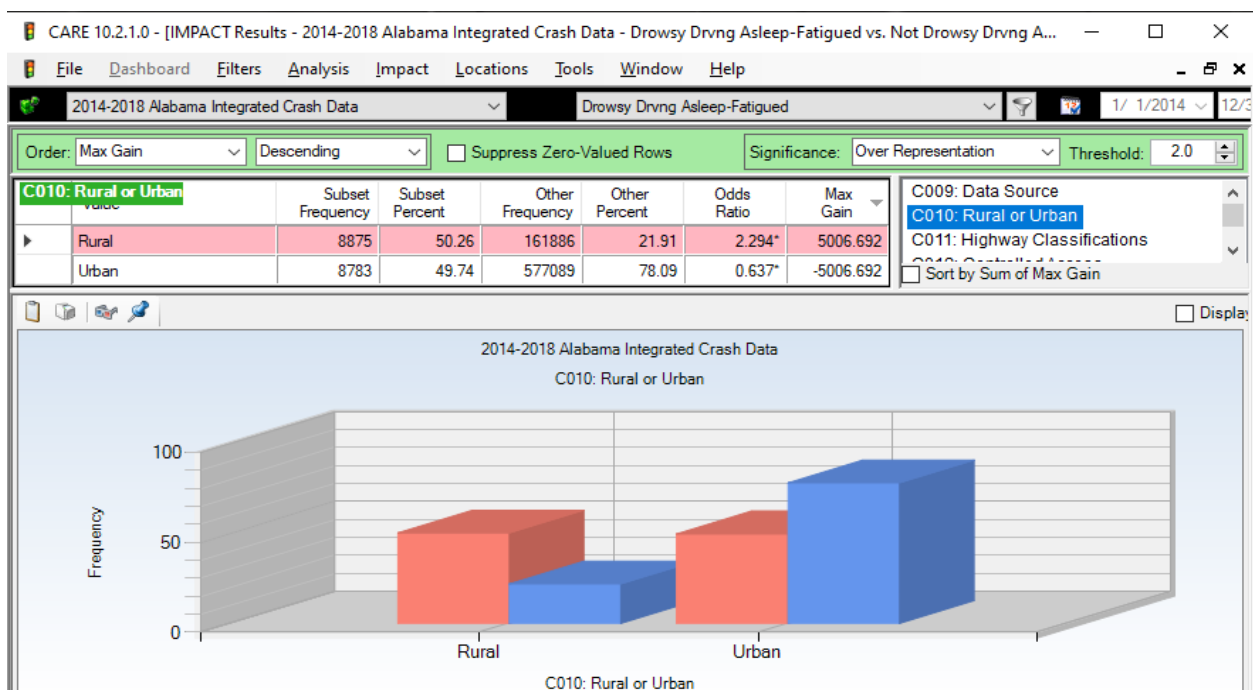 CARE 10.2.1.0 - [IMPACT Results - 2014-2018 Alabama Integrated Crash Data - Drowsy Drvng Asleep-Fatigued vs. Not Drowsy Drvng A...
File Dashboard Filters Analysis Impact Locations Tools Window Help
2014-2018 Alabama Integrated Crash Data Drowsy Drvng Asleep-Fatigued 1/ 1/2014 12/3
Order: Max Gain Descending Suppress Zero-Valued Rows Significance: Over Representation Threshold: 2.0
C010: Rural or Urban
Value Subset Frequency Subset Percent Other Frequency Other Percent Odds Ratio Max Gain
Rural 8875 50.26 161886 21.91 2.294* 5006.692
Urban 8783 49.74 577089 78.09 0.637* -5006.692
C009: Data Source
C010: Rural or Urban
C011: Highway Classifications
Sort by Sum of Max Gain
Display
2014-2018 Alabama Integrated Crash Data
C010: Rural or Urban
100
50
0
Frequency
Rural Urban
C010: Rural or Urban